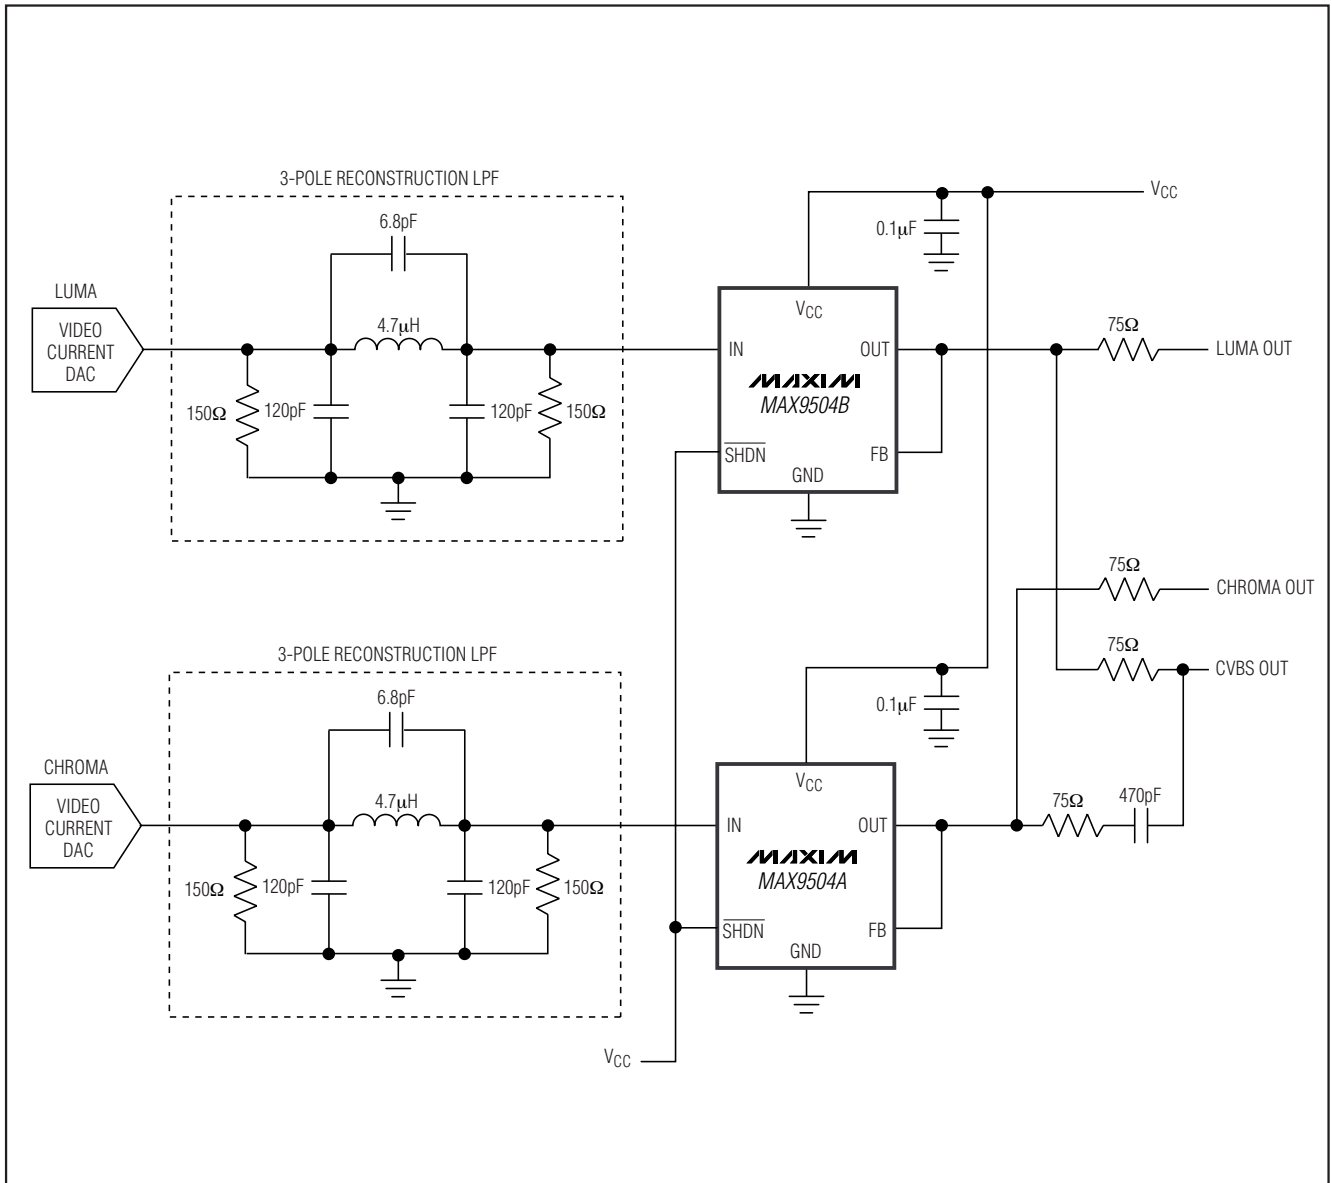 3-POLE RECONSTRUCTION LPF
6.8pF
LUMA
VIDEO
CURRENT
DAC
4.7µH
150Ω
120pF
120pF
150Ω
VCC
0.1µF
VCC
IN
OUT
MAXIM
MAX9504B
SHDN
FB
GND
75Ω
LUMA OUT
75Ω
CHROMA OUT
75Ω
CVBS OUT
3-POLE RECONSTRUCTION LPF
6.8pF
CHROMA
VIDEO
CURRENT
DAC
4.7µH
150Ω
120pF
120pF
150Ω
0.1µF
VCC
IN
OUT
MAXIM
MAX9504A
SHDN
FB
GND
75Ω
470pF
VCC